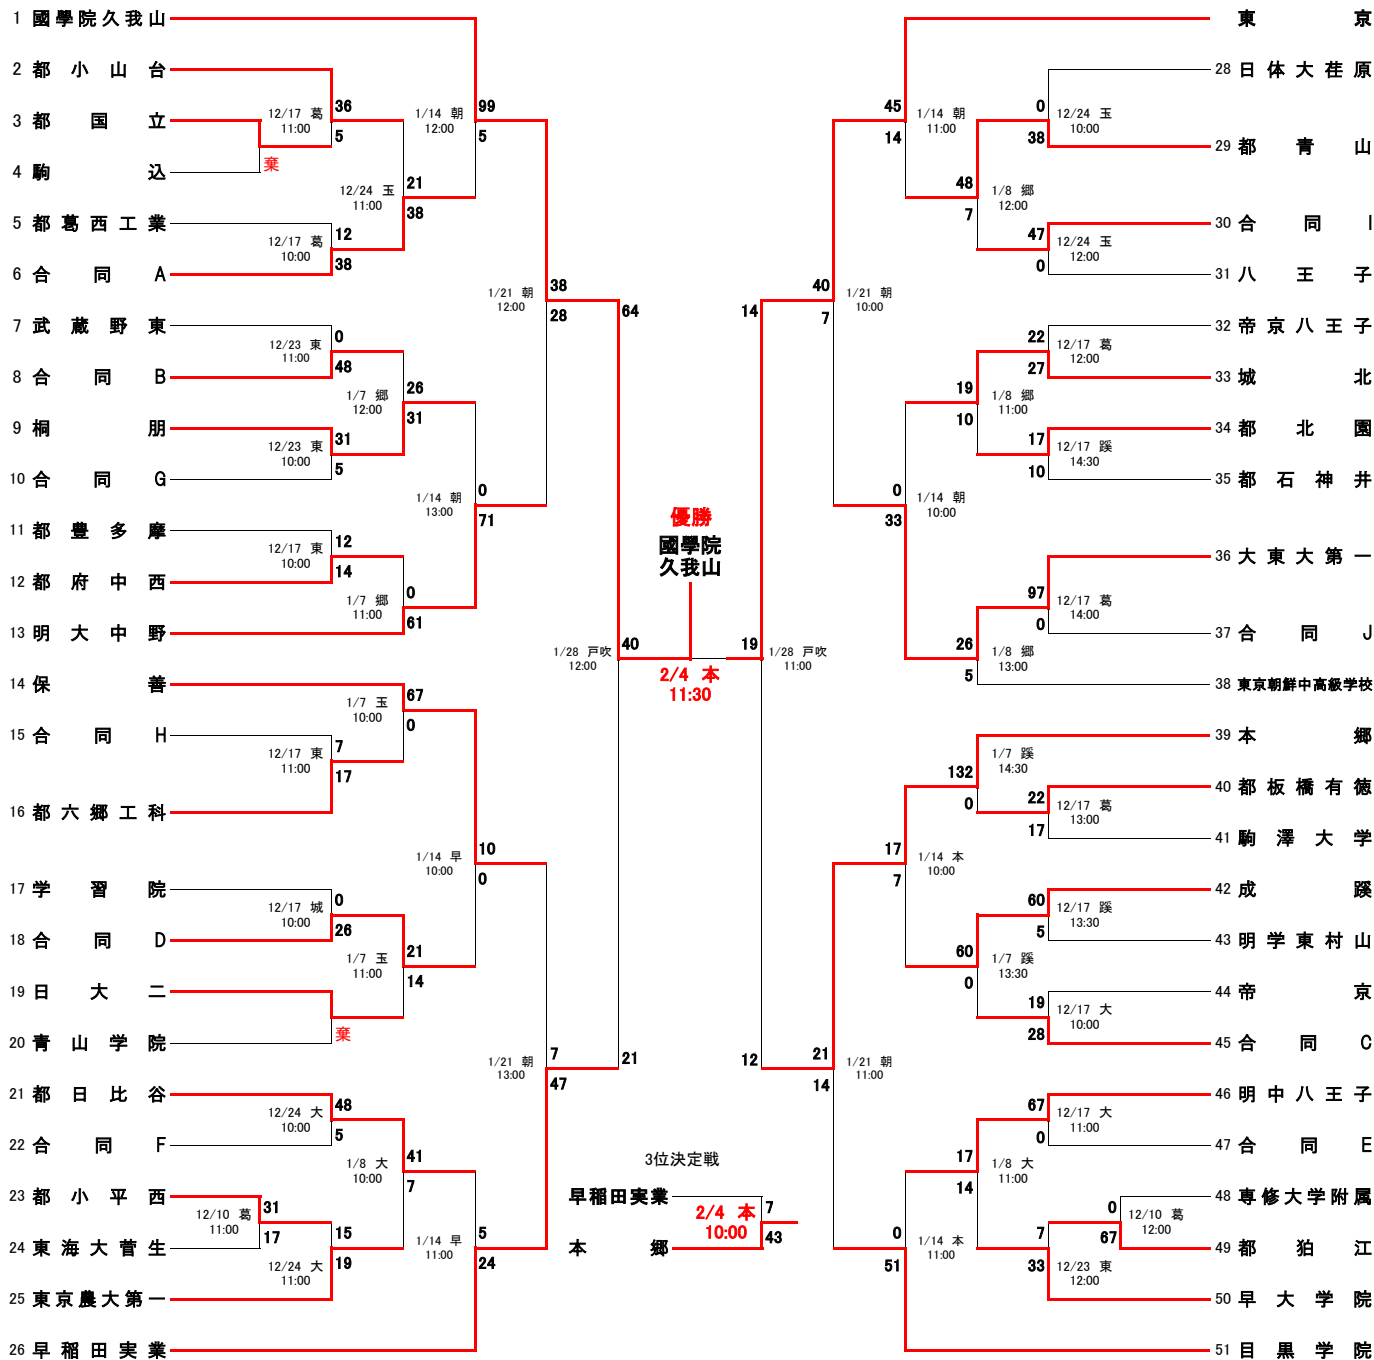 1 國學院久我山
2 都小山台
3 都国立
4 駒込
5 都葛西工業
6 合同A
7 武蔵野東
8 合同B
9 桐朋
10 合同G
11 都豊多摩
12 都府中西
13 明大中野
14 保善
15 合同H
16 都六郷工科
17 学習院
18 合同D
19 日大二
20 青山学院
21 都日比谷
22 合同F
23 都小平西
24 東海大菅生
25 東京農大第一
26 早稲田実業
棄
12/17 葛
11:00
36
5
12/17 葛
10:00
12
38
12/23 東
11:00
0
48
12/23 東
10:00
31
5
12/17 東
10:00
12
14
12/17 東
11:00
7
17
12/17 城
10:00
0
26
棄
12/24 大
10:00
48
5
12/10 葛
11:00
31
17
12/24 大
11:00
15
19
12/24 玉
11:00
21
38
1/7 郷
12:00
26
31
1/7 郷
11:00
0
61
1/7 玉
10:00
67
0
1/7 玉
11:00
21
14
1/8 大
10:00
41
7
1/14 朝
12:00
99
5
1/14 朝
13:00
0
71
1/14 早
10:00
10
0
1/14 早
11:00
5
24
1/21 朝
12:00
38
28
1/21 朝
13:00
7
47
1/28 戸吹
12:00
64
21
優勝
國學院
久我山
40
19
2/4 本
11:30
3位決定戦
早稲田実業
本郷
2/4 本
10:00
7
43
1/28 戸吹
11:00
14
12
1/21 朝
10:00
40
7
1/21 朝
11:00
21
14
1/14 朝
11:00
45
14
1/14 朝
10:00
0
33
1/14 本
10:00
17
7
1/14 本
11:00
0
51
1/8 郷
12:00
48
7
1/8 郷
11:00
19
10
1/8 郷
13:00
26
5
1/7 蹊
14:30
132
0
1/7 蹊
13:30
60
0
1/8 大
11:00
17
14
12/24 玉
10:00
0
38
12/24 玉
12:00
47
0
12/17 葛
12:00
22
27
12/17 蹊
14:30
17
10
12/17 葛
14:00
97
0
12/17 葛
13:00
22
17
12/17 蹊
13:30
60
5
12/17 大
10:00
19
28
12/17 大
11:00
67
0
12/10 葛
12:00
0
67
12/23 東
12:00
7
33
東京
28 日体大荏原
29 都青山
30 合同I
31 八王子
32 帝京八王子
33 城北
34 都北園
35 都石神井
36 大東大第一
37 合同J
38 東京朝鮮中高級学校
39 本郷
40 都板橋有徳
41 駒澤大学
42 成蹊
43 明学東村山
44 帝京
45 合同C
46 明中八王子
47 合同E
48 専修大学附属
49 都狛江
50 早大学院
51 目黒学院